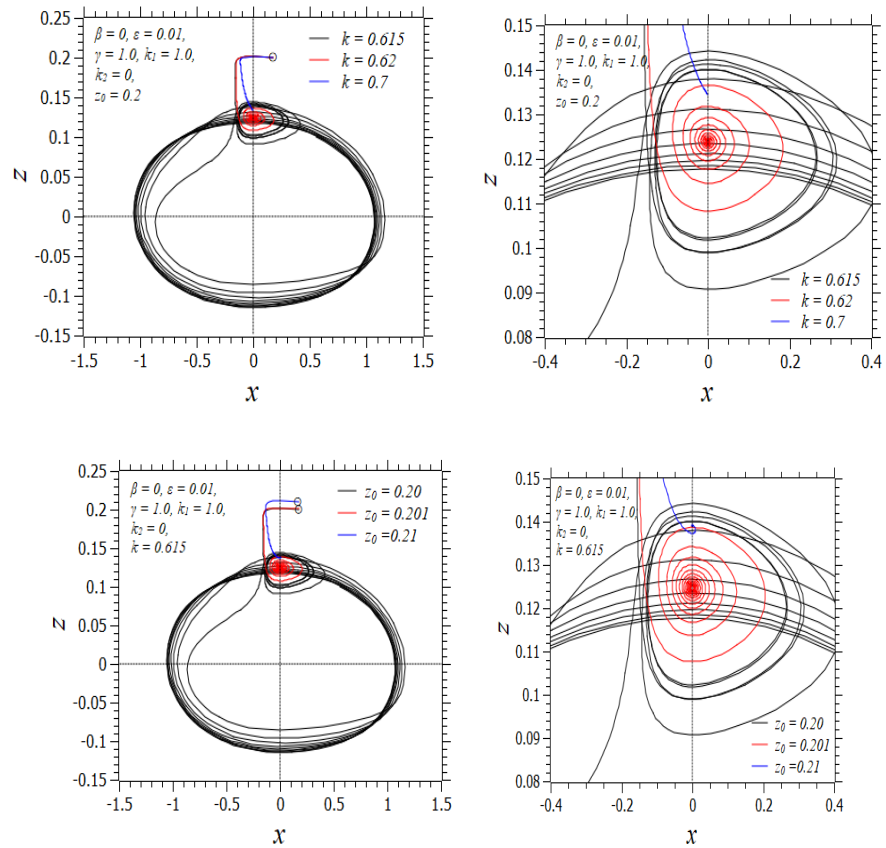 0.25
0.2
0.15
0.1
0.05
0
-0.05
-0.1
-0.15
z
β = 0, ε = 0.01,
γ = 1.0, k₁ = 1.0,
k₂ = 0,
z₀ = 0.2
k = 0.615
k = 0.62
k = 0.7
-1.5 -1 -0.5 0 0.5 1 1.5
x
0.15
0.14
0.13
0.12
0.11
0.1
0.09
0.08
z
β = 0, ε = 0.01,
γ = 1.0, k₁ = 1.0,
k₂ = 0,
z₀ = 0.2
k = 0.615
k = 0.62
k = 0.7
-0.4 -0.2 0 0.2 0.4
x
0.25
0.2
0.15
0.1
0.05
0
-0.05
-0.1
-0.15
z
β = 0, ε = 0.01,
γ = 1.0, k₁ = 1.0,
k₂ = 0,
k = 0.615
z₀ = 0.20
z₀ = 0.201
z₀ = 0.21
-1.5 -1 -0.5 0 0.5 1 1.5
x
0.15
0.14
0.13
0.12
0.11
0.1
0.09
0.08
z
β = 0, ε = 0.01,
γ = 1.0, k₁ = 1.0,
k₂ = 0,
k = 0.615
z₀ = 0.20
z₀ = 0.201
z₀ = 0.21
-0.4 -0.2 0 0.2 0.4
x